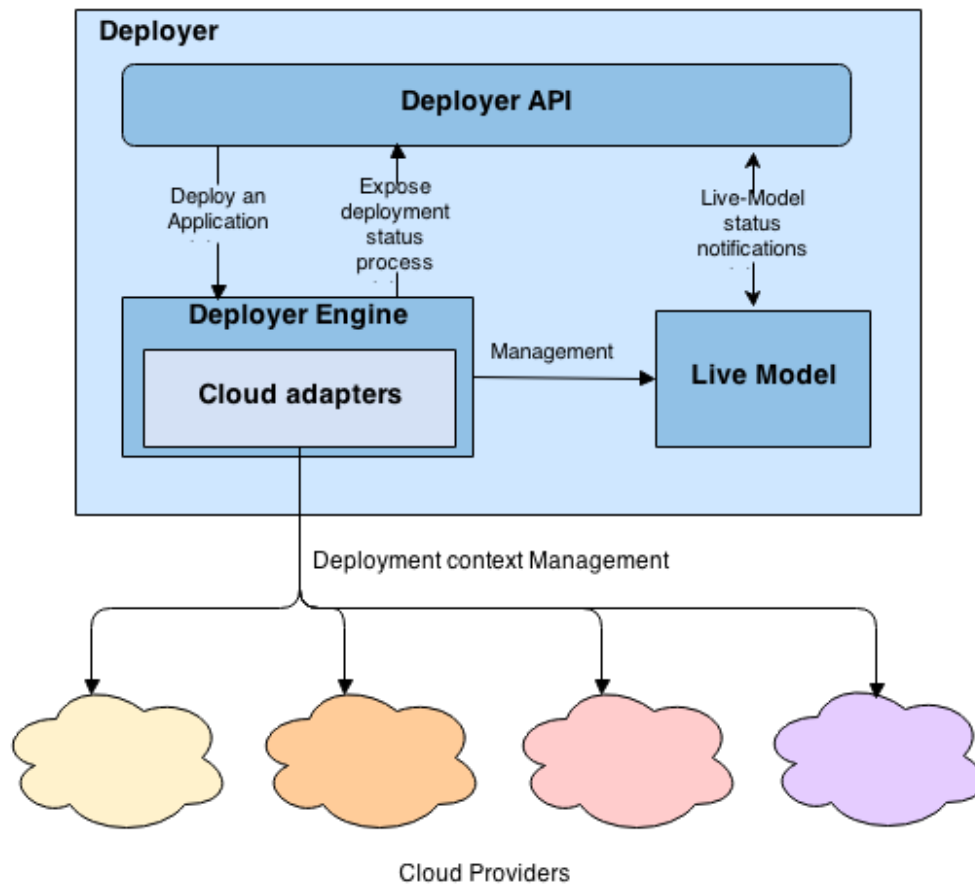 Deployer
Deployer API
Deploy an
Application
Expose
deployment
status
process
Live-Model
status
notifications
Deployer Engine
Cloud adapters
Management
Live Model
Deployment context Management
Cloud Providers